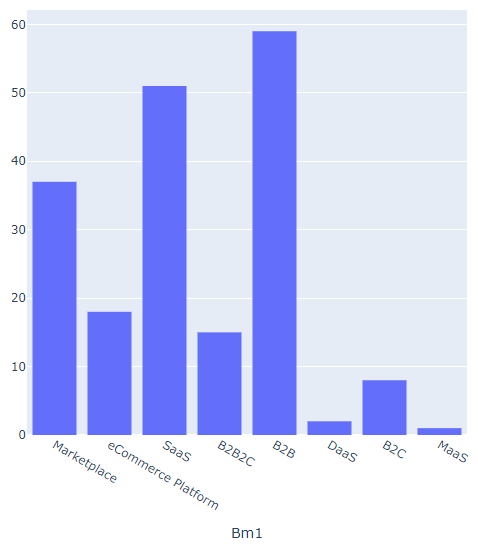 60
50
40
30
20
10
0
Marketplace
eCommerce Platform
SaaS
B2B2C
B2B
DaaS
B2C
MaaS
Bm1